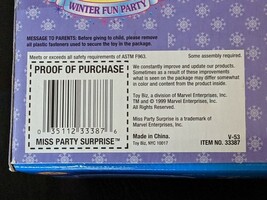 WINTER FUN PARTY
MESSAGE TO PARENTS: Before giving to child, please remove
all plastic fasteners used to secure the toy in the package.
Meets or exceeds all safety requirements of ASTM F963.
Some assembly required.
PROOF OF PURCHASE
0 35112 33387 6
MISS PARTY SURPRISE™
We constantly improve and update our products.
Sometimes as a result of these improvements
what is seen on the package may differ somewhat
in color and content from the product inside.
Toy Biz, a division of Marvel Enterprises, Inc.
TM and © 1999 Marvel Enterprises, Inc.
All Rights Reserved.
Miss Party Surprise is a trademark of
Marvel Enterprises, Inc.
Made in China.
Toy Biz, NYC 10017
V-53
ITEM NO. 33387